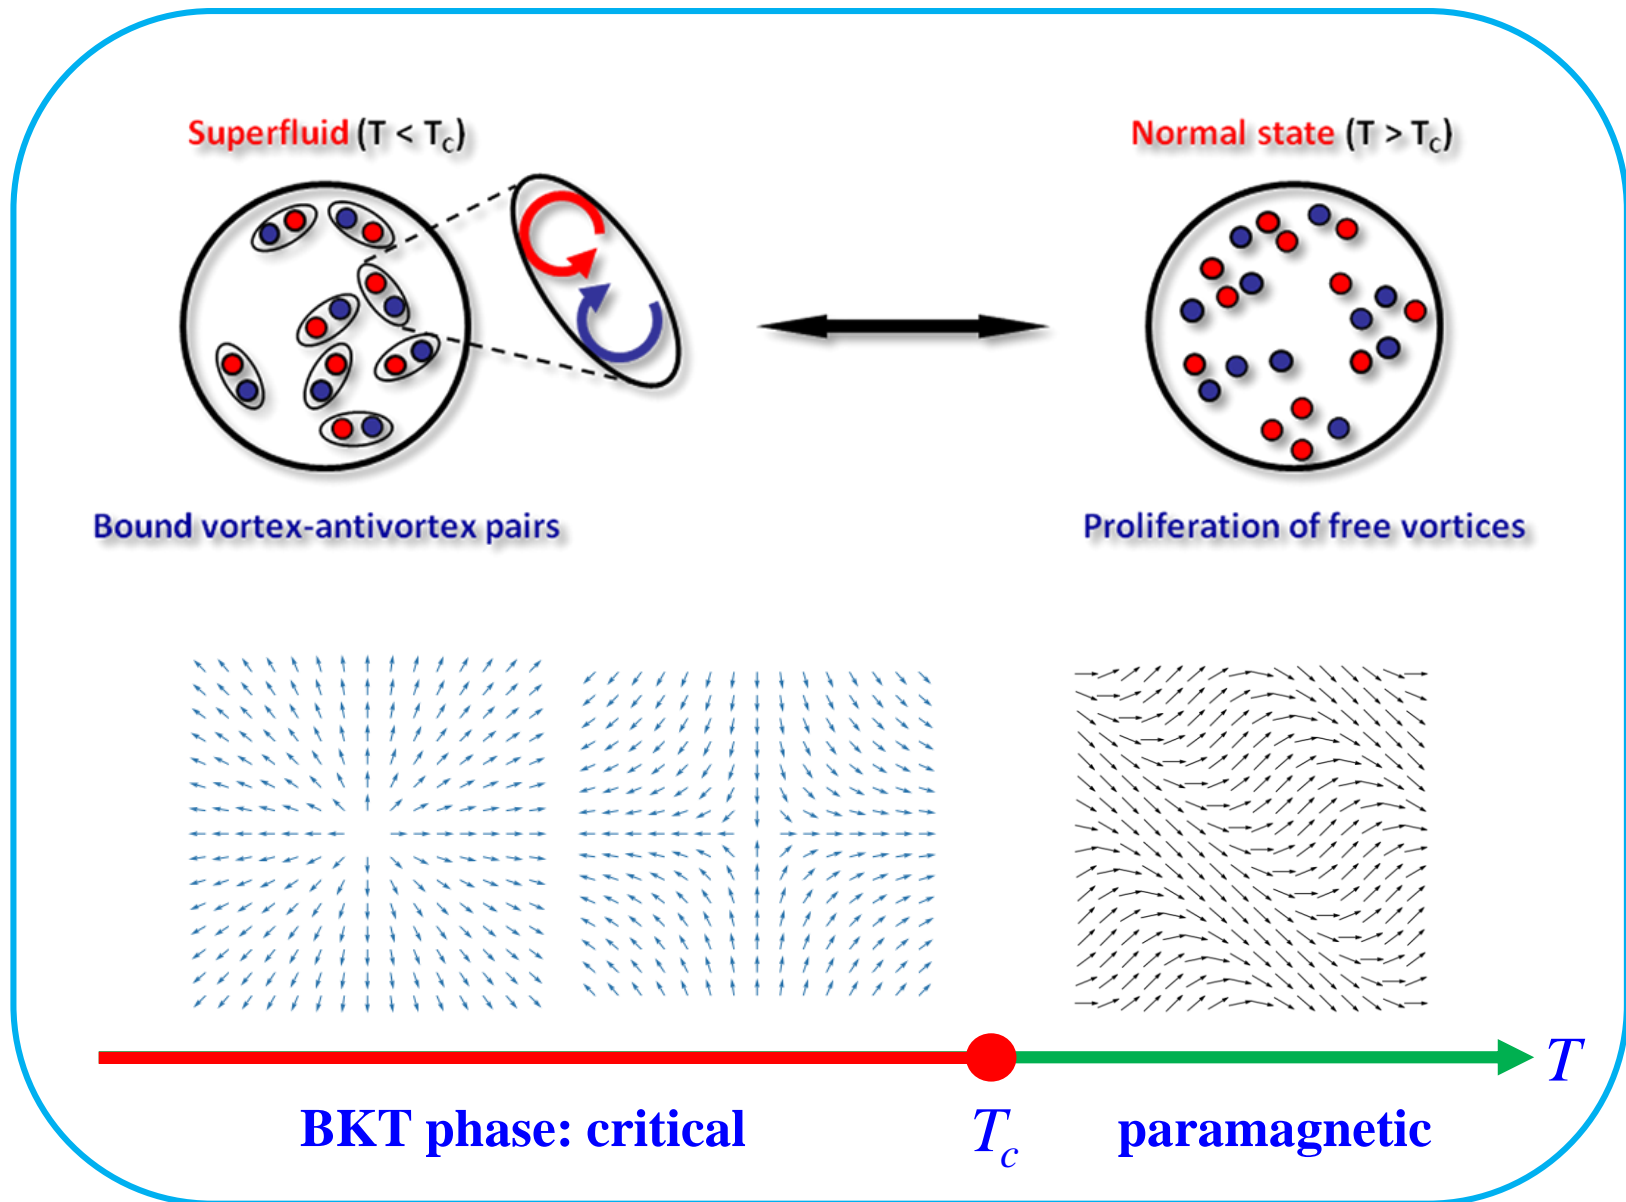 Superfluid (T < Tc)
Normal state (T > Tc)
Bound vortex-antivortex pairs
Proliferation of free vortices
T
BKT phase: critical
Tc
paramagnetic